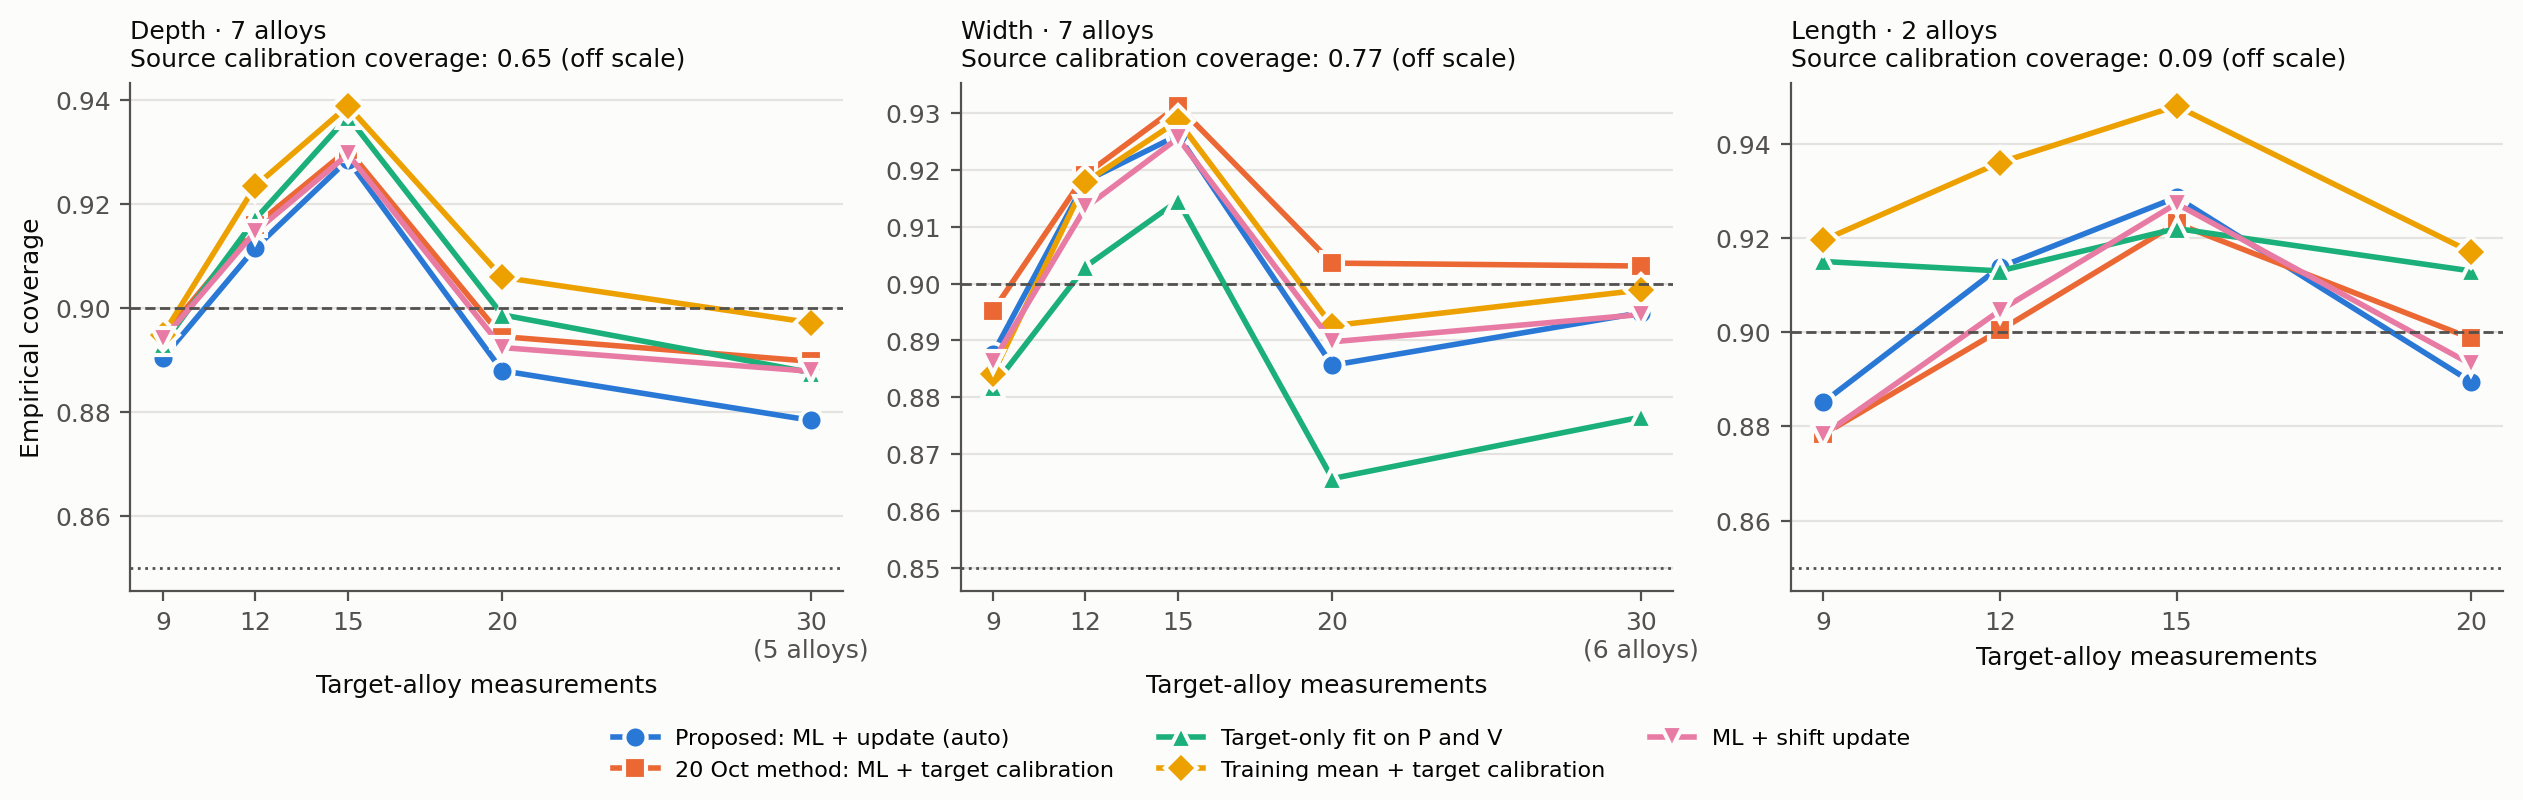 Depth · 7 alloys
Source calibration coverage: 0.65 (off scale)
Width · 7 alloys
Source calibration coverage: 0.77 (off scale)
Length · 2 alloys
Source calibration coverage: 0.09 (off scale)
Empirical coverage
0.94
0.92
0.90
0.88
0.86
9 12 15 20 30
(5 alloys)
Target-alloy measurements
0.93
0.92
0.91
0.90
0.89
0.88
0.87
0.86
0.85
9 12 15 20 30
(6 alloys)
Target-alloy measurements
0.94
0.92
0.90
0.88
0.86
9 12 15 20
Target-alloy measurements
Proposed: ML + update (auto)
20 Oct method: ML + target calibration
Target-only fit on P and V
Training mean + target calibration
ML + shift update